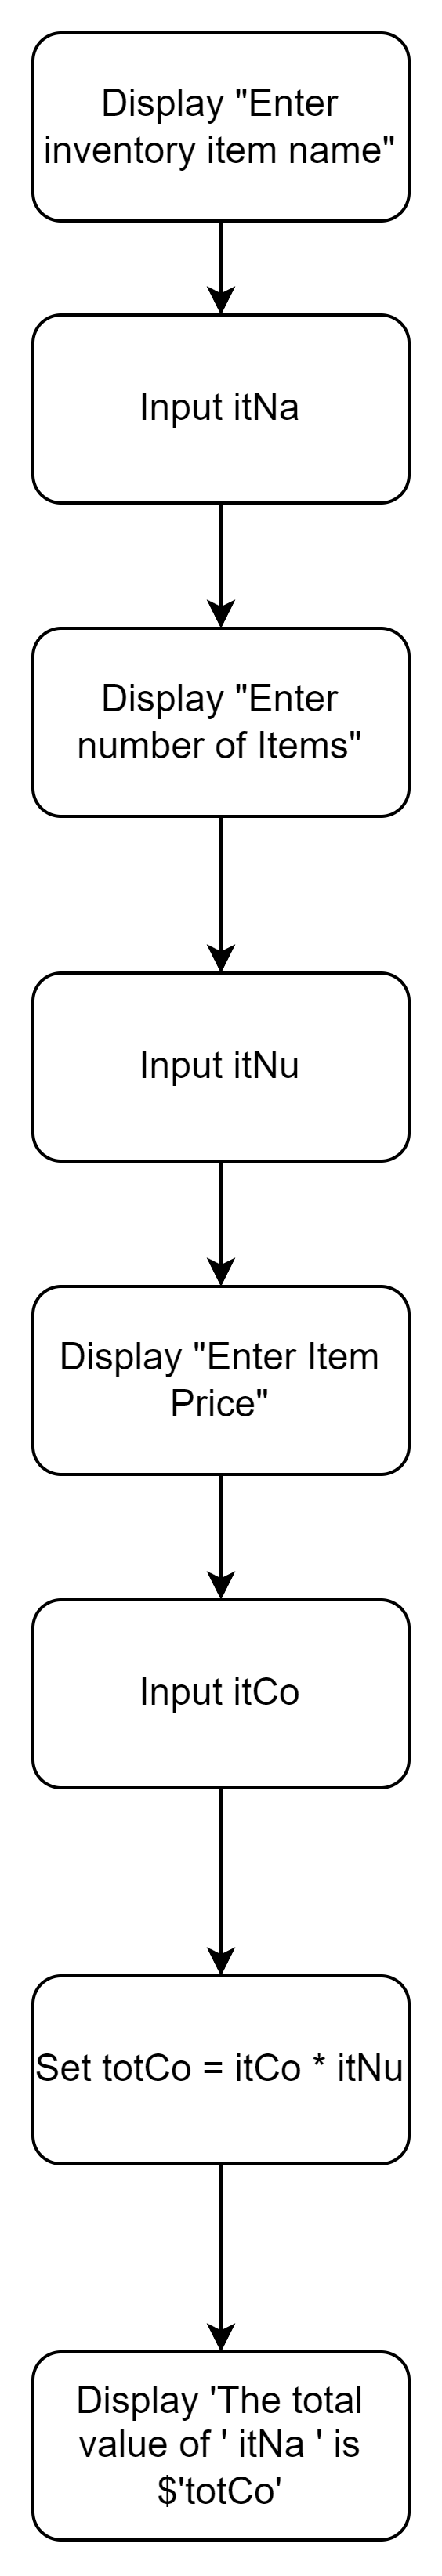 Display "Enter
inventory item name"
Input itNa
Display "Enter
number of Items"
Input itNu
Display "Enter Item
Price"
Input itCo
Set totCo = itCo * itNu
Display 'The total
value of ' itNa ' is
$'totCo'